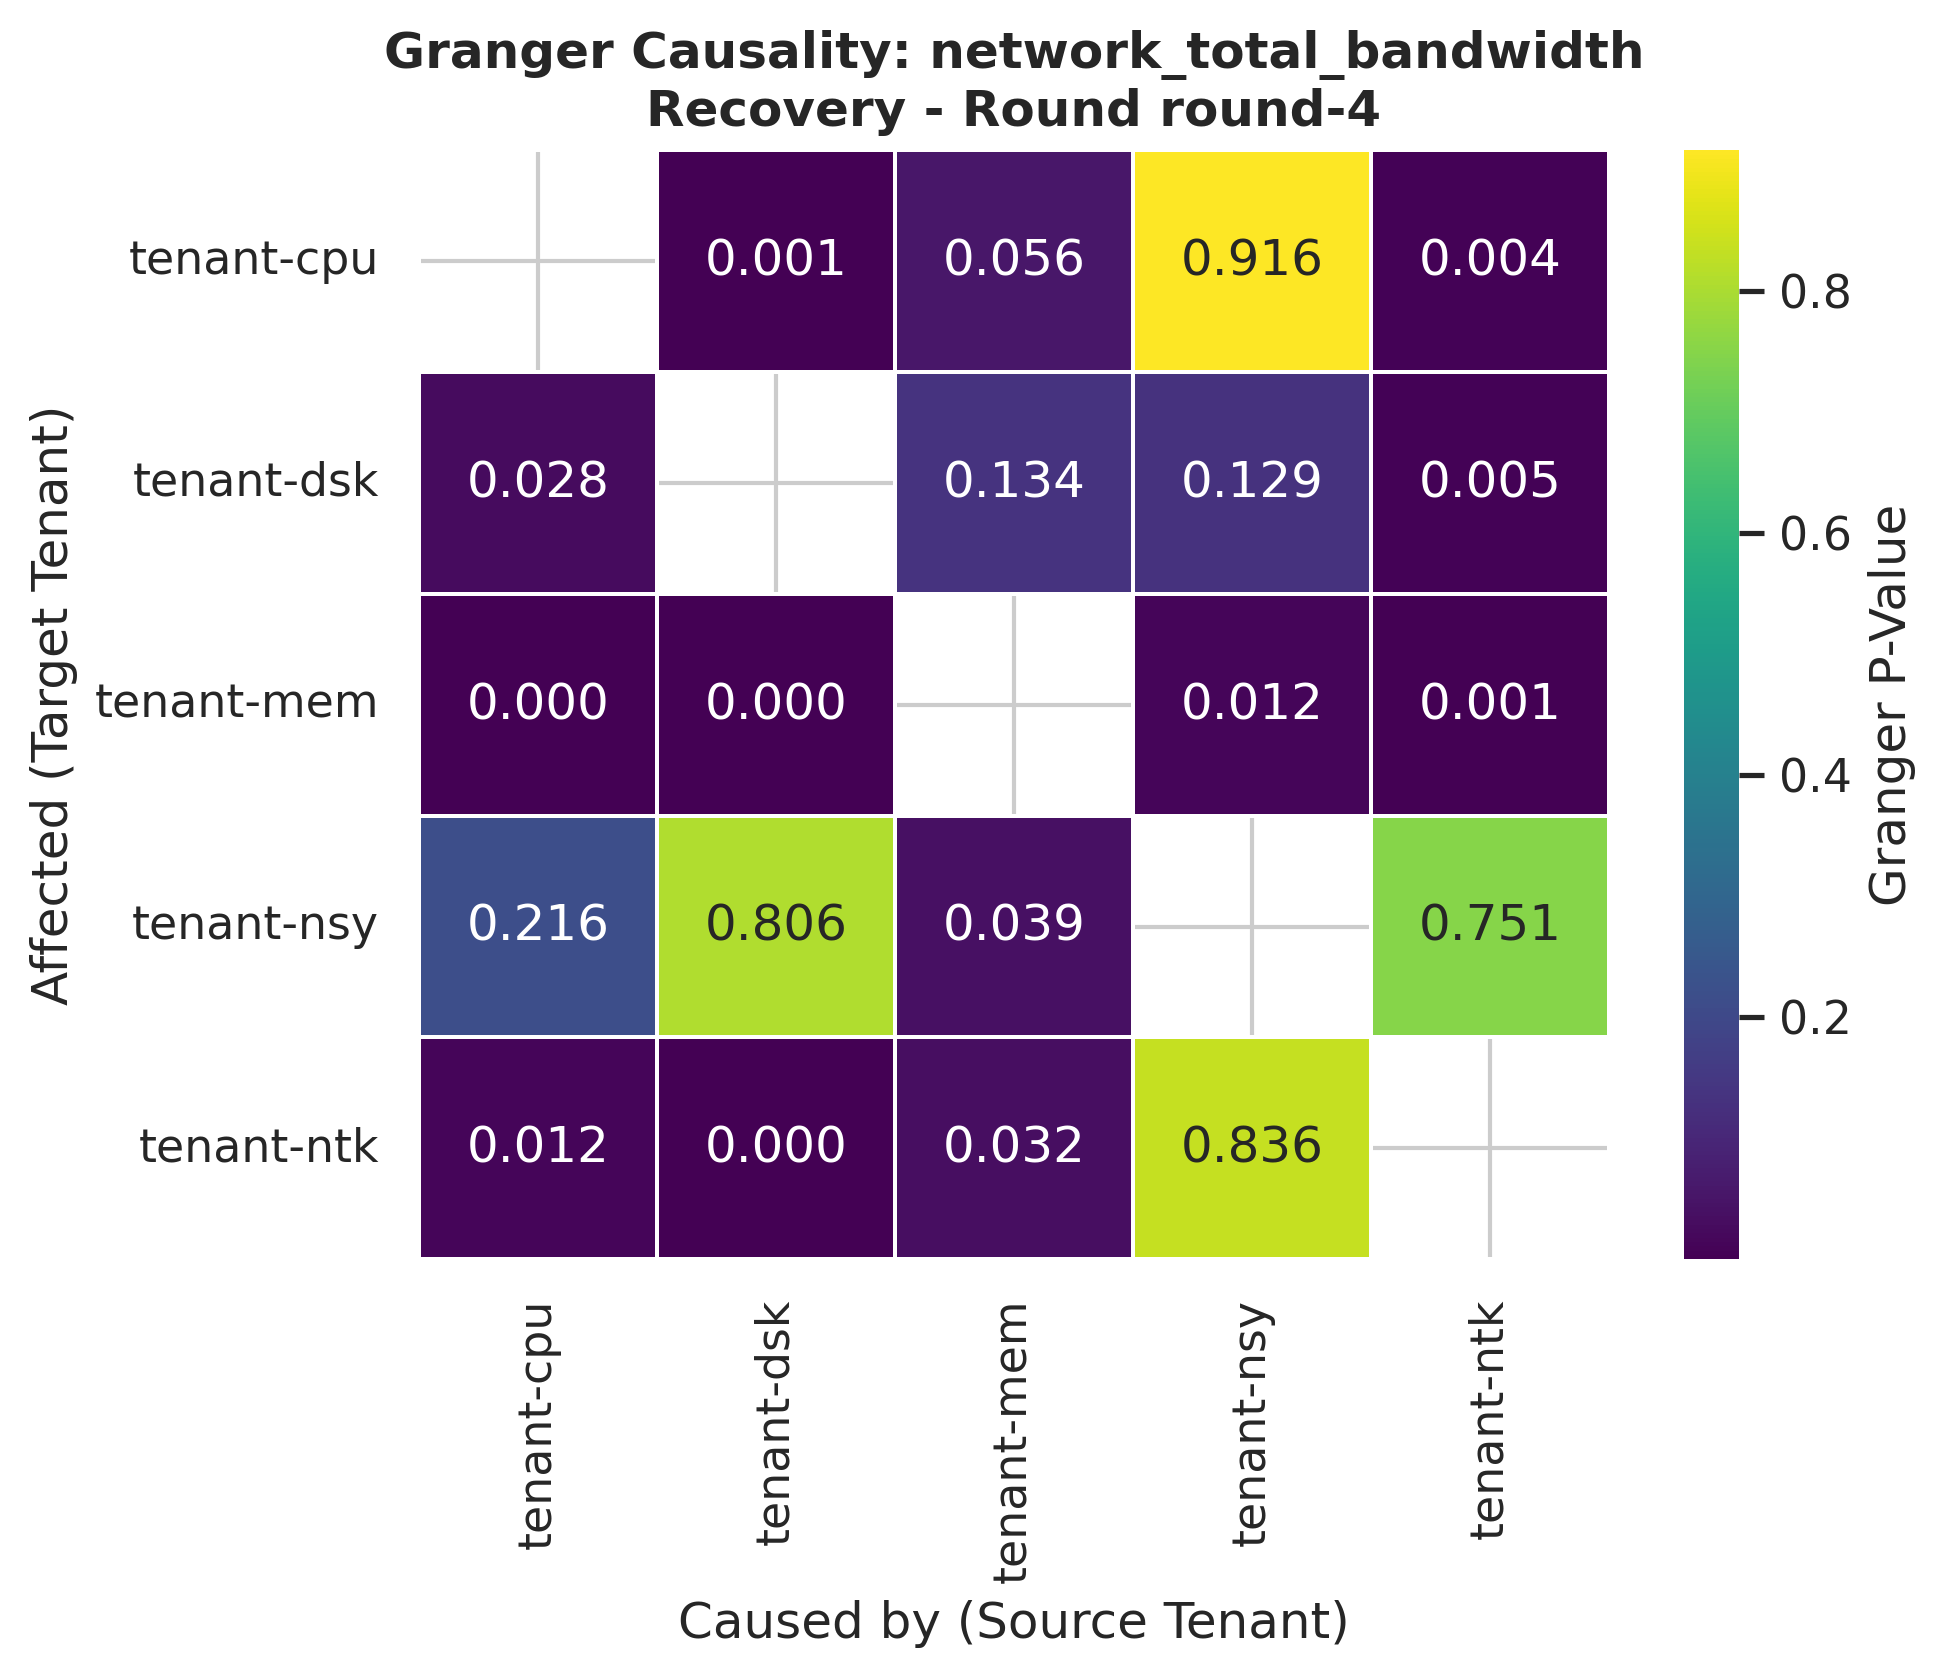 Granger Causality: network_total_bandwidth
Recovery - Round round-4
Affected (Target Tenant)
tenant-cpu 0.001 0.056 0.916 0.004
tenant-dsk 0.028 0.134 0.129 0.005
tenant-mem 0.000 0.000 0.012 0.001
tenant-nsy 0.216 0.806 0.039 0.751
tenant-ntk 0.012 0.000 0.032 0.836
tenant-cpu
tenant-dsk
tenant-mem
tenant-nsy
tenant-ntk
Caused by (Source Tenant)
0.8
0.6
0.4
0.2
Granger P-Value